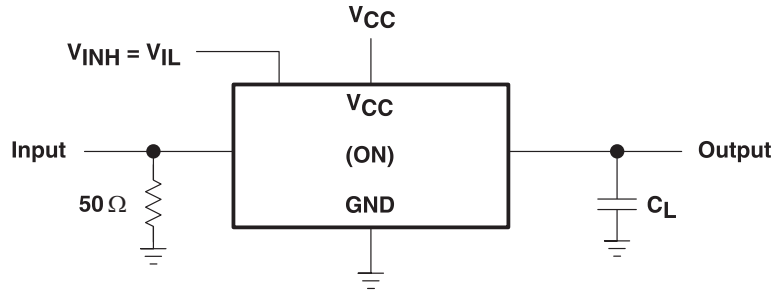 VCC
VINH = VIL
VCC
Input
(ON)
Output
50 Ω
GND
CL